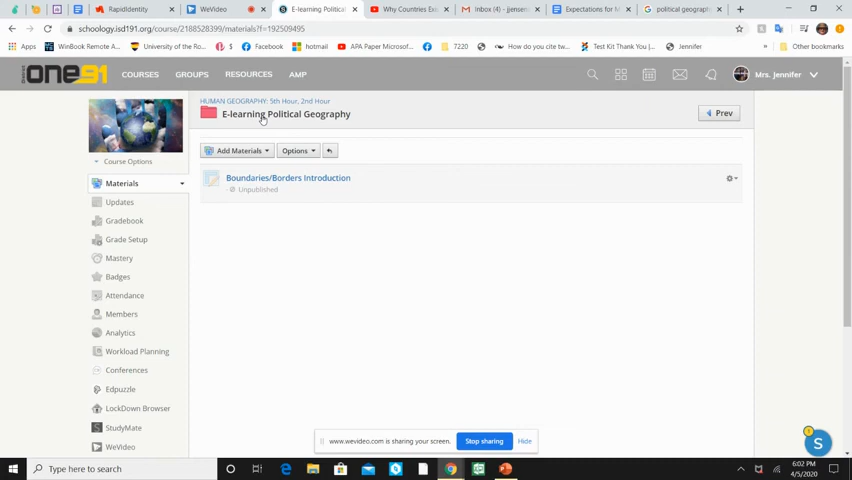 RapidIdentity
WeVideo
E-learning Political
Why Countries Exi
Inbox (4) - jjensen
Expectations for M
political geograph
schoology.isd191.org/course/2188528399/materials?f=192509495
Apps
WinBook Remote A...
University of the Ro...
$
Facebook
hotmail
APA Paper Microsof...
7220
How do you cite tw...
Test Kit Thank You |...
Jennifer
Other bookmarks
one91
COURSES
GROUPS
RESOURCES
AMP
Mrs. Jennifer
HUMAN GEOGRAPHY: 5th Hour, 2nd Hour
E-learning Political Geography
Prev
Course Options
Add Materials
Options
Materials
Boundaries/Borders Introduction
Unpublished
Updates
Gradebook
Grade Setup
Mastery
Badges
Attendance
Members
Analytics
Workload Planning
Conferences
Edpuzzle
LockDown Browser
StudyMate
WeVideo
www.wevideo.com is sharing your screen.
Stop sharing
Hide
S
Type here to search
6:02 PM
4/5/2020